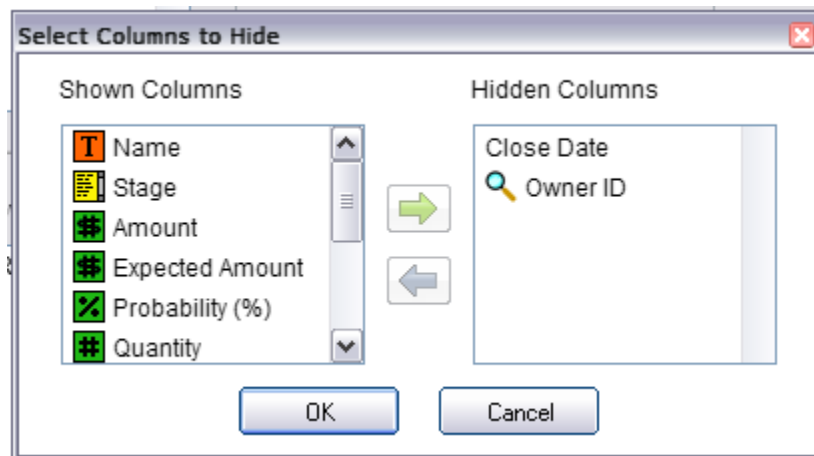 Select Columns to Hide
Shown Columns
Hidden Columns
Name
Stage
Amount
Expected Amount
Probability (%)
Quantity
Close Date
Owner ID
OK
Cancel